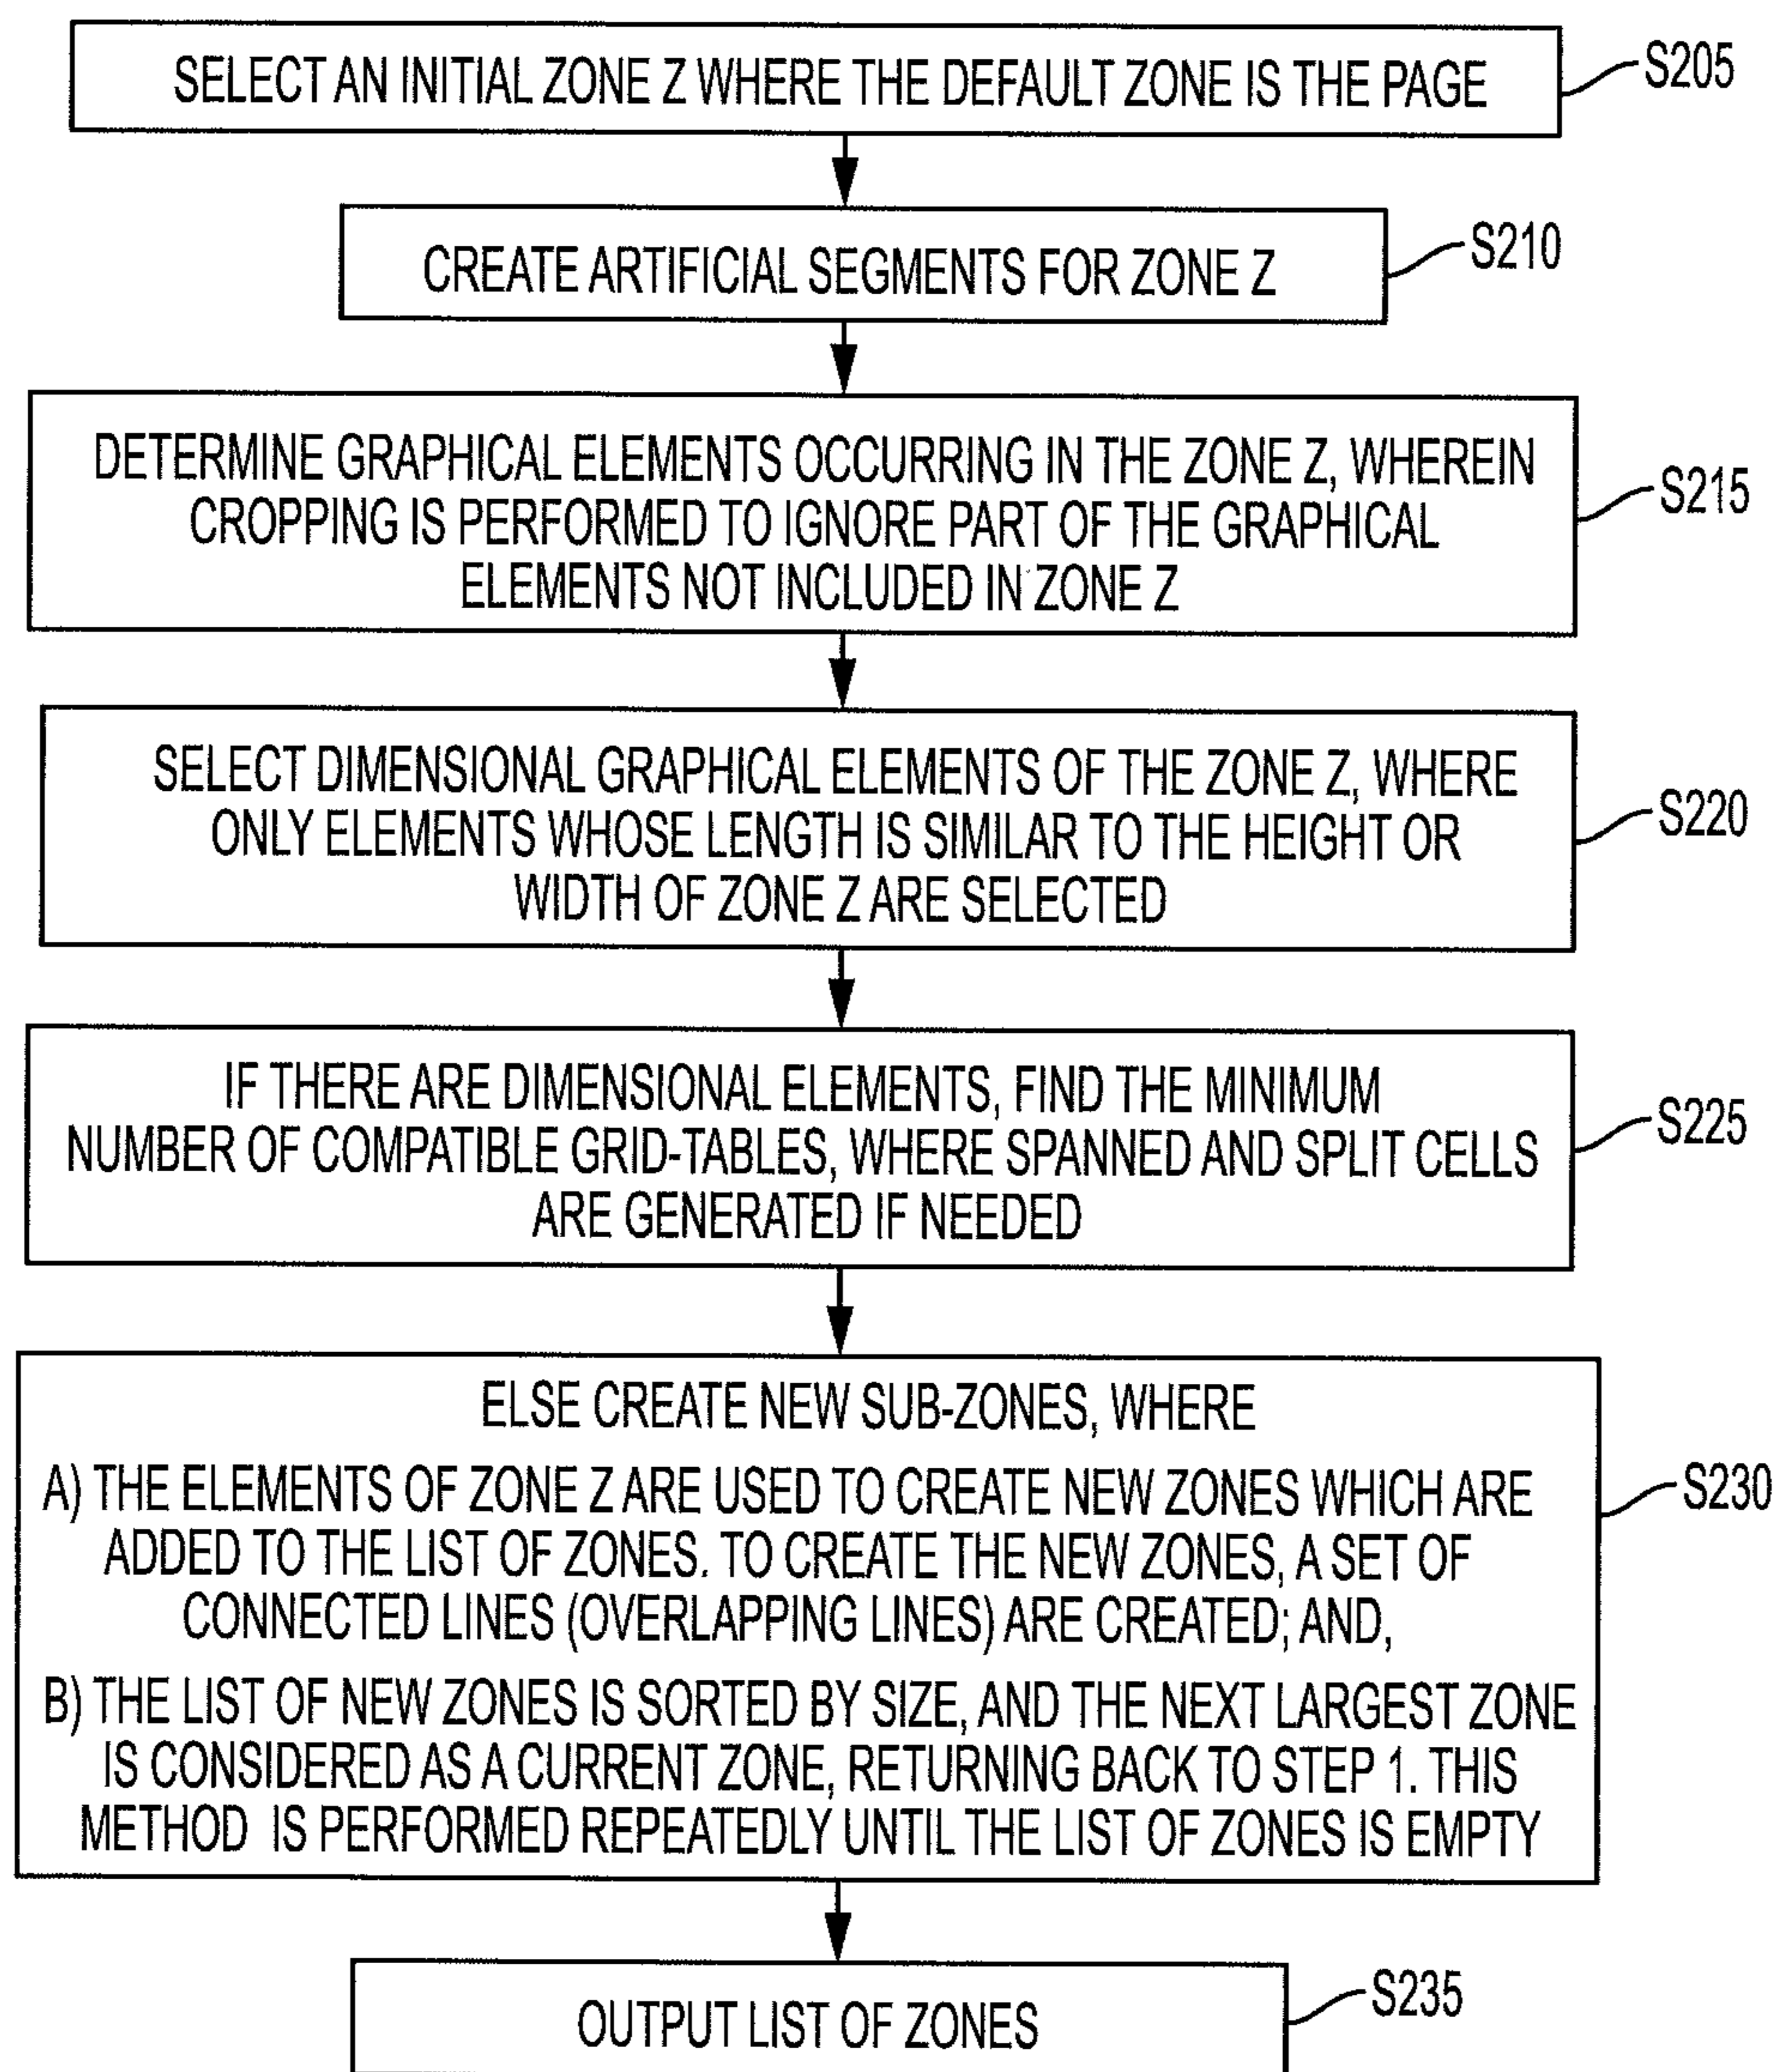 SELECT AN INITIAL ZONE Z WHERE THE DEFAULT ZONE IS THE PAGE
S205
CREATE ARTIFICIAL SEGMENTS FOR ZONE Z
S210
DETERMINE GRAPHICAL ELEMENTS OCCURRING IN THE ZONE Z, WHEREIN
CROPPING IS PERFORMED TO IGNORE PART OF THE GRAPHICAL
ELEMENTS NOT INCLUDED IN ZONE Z
S215
SELECT DIMENSIONAL GRAPHICAL ELEMENTS OF THE ZONE Z, WHERE
ONLY ELEMENTS WHOSE LENGTH IS SIMILAR TO THE HEIGHT OR
WIDTH OF ZONE Z ARE SELECTED
S220
IF THERE ARE DIMENSIONAL ELEMENTS, FIND THE MINIMUM
NUMBER OF COMPATIBLE GRID-TABLES, WHERE SPANNED AND SPLIT CELLS
ARE GENERATED IF NEEDED
S225
ELSE CREATE NEW SUB-ZONES, WHERE
A) THE ELEMENTS OF ZONE Z ARE USED TO CREATE NEW ZONES WHICH ARE
ADDED TO THE LIST OF ZONES. TO CREATE THE NEW ZONES, A SET OF
CONNECTED LINES (OVERLAPPING LINES) ARE CREATED; AND,
B) THE LIST OF NEW ZONES IS SORTED BY SIZE, AND THE NEXT LARGEST ZONE
IS CONSIDERED AS A CURRENT ZONE, RETURNING BACK TO STEP 1. THIS
METHOD IS PERFORMED REPEATEDLY UNTIL THE LIST OF ZONES IS EMPTY
S230
OUTPUT LIST OF ZONES
S235